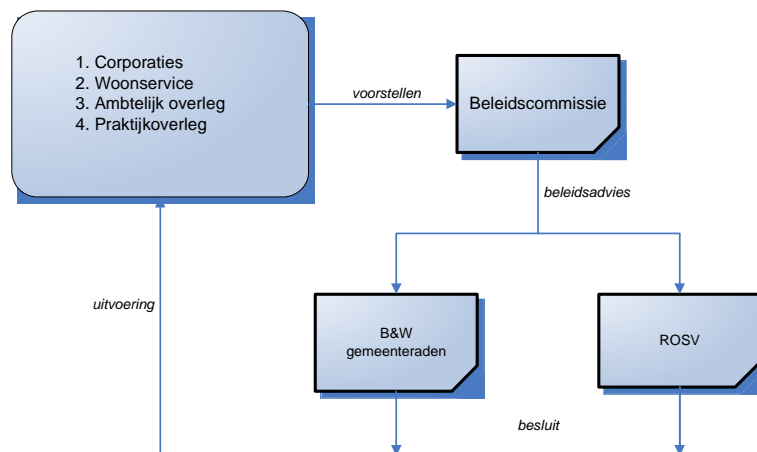 1. Corporaties
2. Woonservice
3. Ambtelijk overleg
4. Praktijkoverleg
voorstellen
Beleidscommissie
beleidsadvies
uitvoering
B&W
gemeenteraden
ROSV
besluit